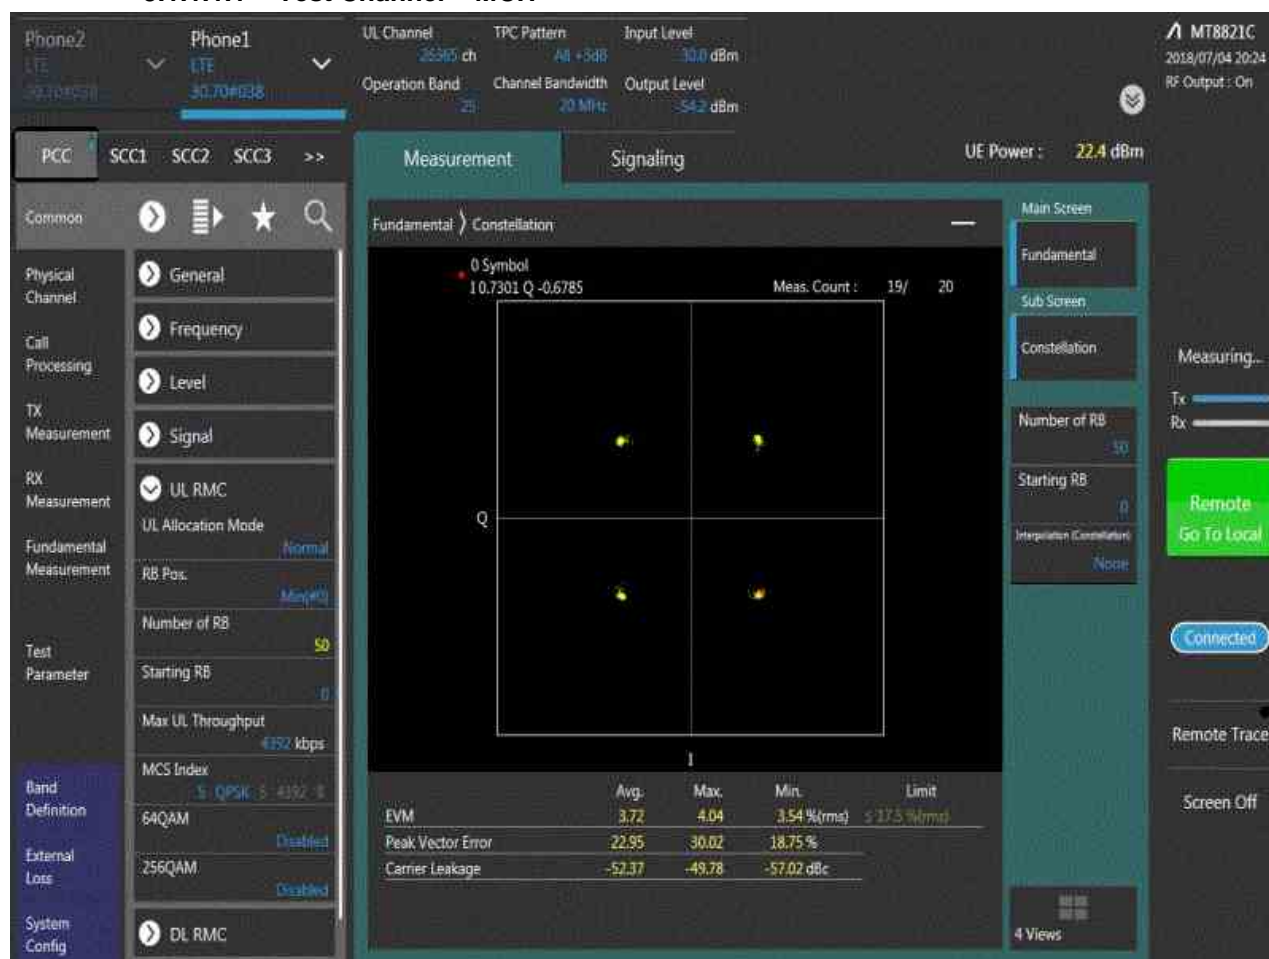 Phone2
LTE
Phone1
LTE
30.70#038
UL Channel
26365 ch
TPC Pattern
All +3dB
Input Level
30.0 dBm
Operation Band
25
Channel Bandwidth
20 MHz
Output Level
-54.2 dBm
MT8821C
2018/07/04 20:24
RF Output : On
PCC SCC1 SCC2 SCC3 >>
Measurement
Signaling
UE Power : 22.4 dBm
Common
Physical
Channel
Call
Processing
TX
Measurement
RX
Measurement
Fundamental
Measurement
Test
Parameter
Band
Definition
External
Loss
System
Config
General
Frequency
Level
Signal
UL RMC
UL Allocation Mode
Normal
RB Pos.
Min(#0)
Number of RB
50
Starting RB
0
Max UL Throughput
4392 kbps
MCS Index
5 QPSK 5 4392
64QAM
Disabled
256QAM
Disabled
DL RMC
Fundamental Constellation
0 Symbol
I 0.7301 Q -0.6785
Meas. Count : 19/ 20
Q
I
Avg. Max. Min. Limit
EVM 3.72 4.04 3.54 %(rms) ≤ 17.5 %(rms)
Peak Vector Error 22.95 30.02 18.75 %
Carrier Leakage -52.37 -49.78 -57.02 dBc
Main Screen
Fundamental
Sub Screen
Constellation
Number of RB
50
Starting RB
0
Interpolation (Constellation)
None
4 Views
Measuring...
Tx
Rx
Remote
Go To Local
Connected
Remote Trace
Screen Off